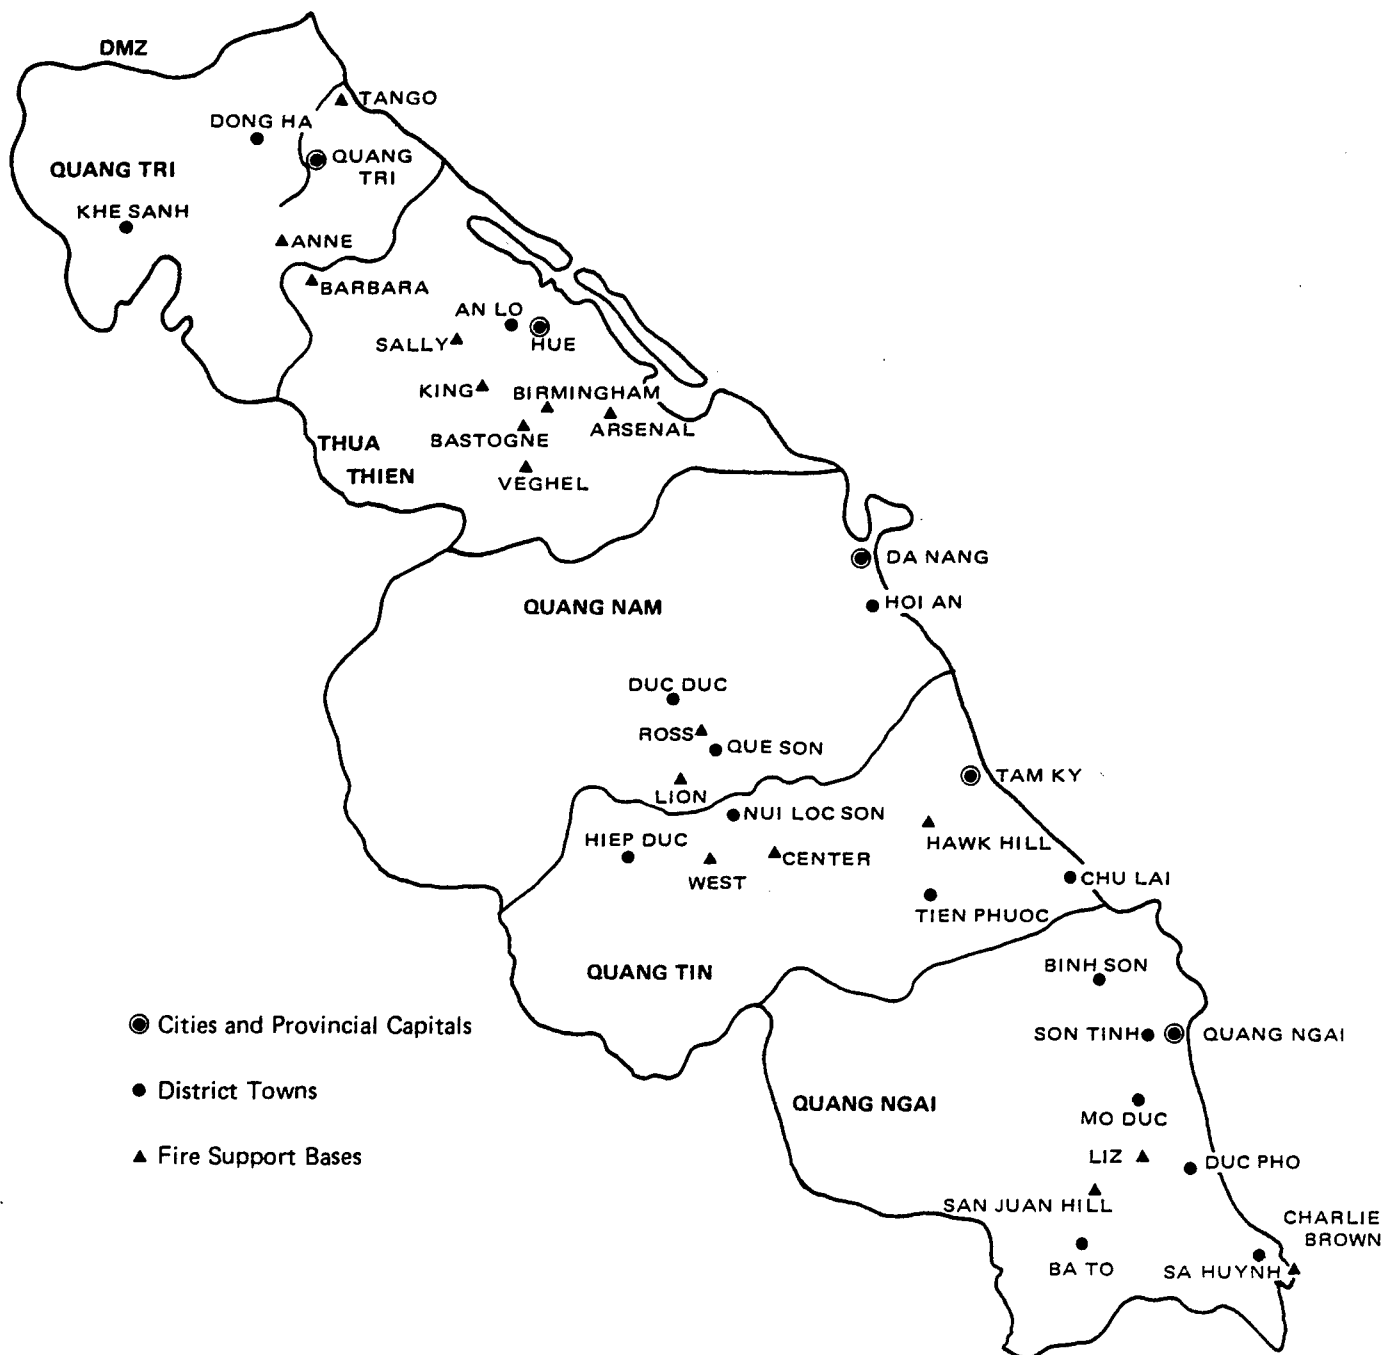 DMZ
TANGO
DONG HA
QUANG
TRI
QUANG TRI
KHE SANH
ANNE
BARBARA
AN LO
HUE
SALLY
KING
BIRMINGHAM
ARSENAL
BASTOGNE
THUA
THIEN
VEGHEL
DA NANG
HOI AN
QUANG NAM
DUC DUC
ROSS
QUE SON
TAM KY
LION
NUI LOC SON
HIEP DUC
HAWK HILL
CENTER
WEST
CHU LAI
TIEN PHUOC
QUANG TIN
BINH SON
Cities and Provincial Capitals
SON TINH
QUANG NGAI
District Towns
QUANG NGAI
MO DUC
Fire Support Bases
LIZ
DUC PHO
SAN JUAN HILL
CHARLIE
BROWN
BA TO
SA HUYNH